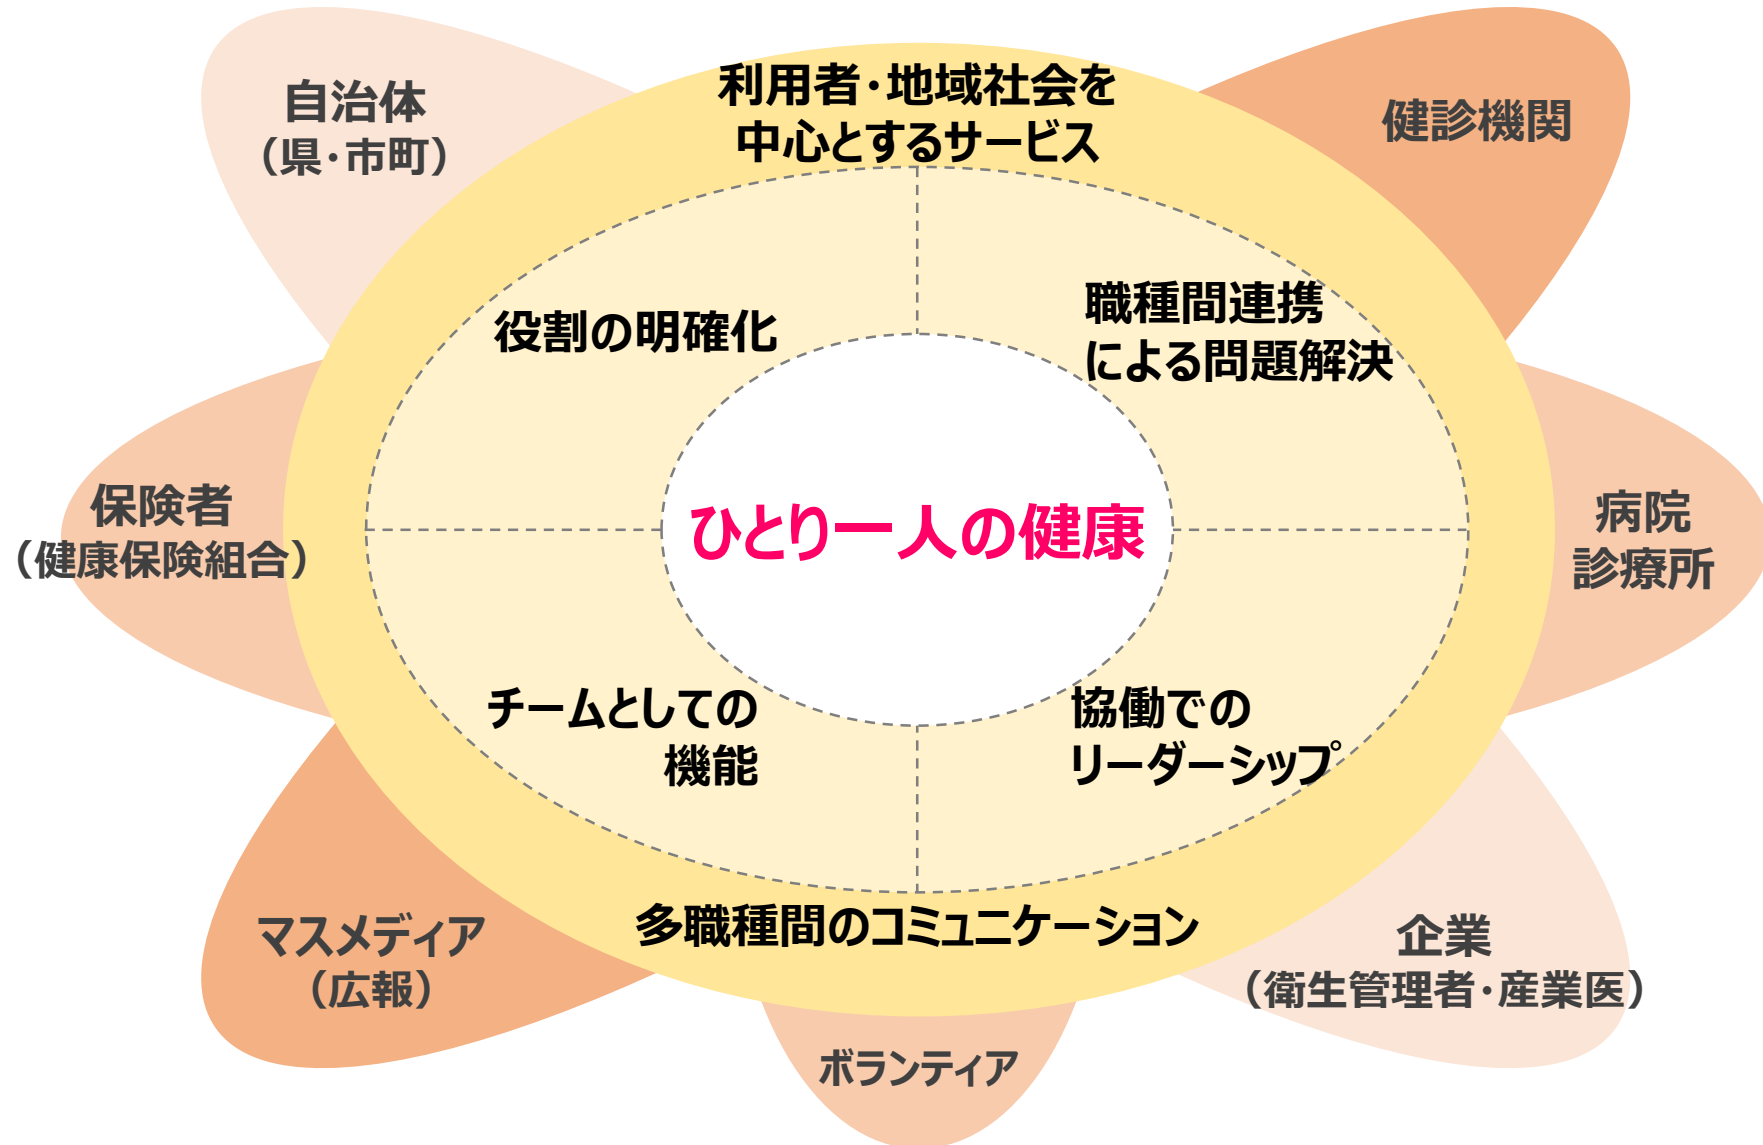 自治体
（県・市町）
利用者・地域社会を
中心とするサービス
健診機関
役割の明確化
職種間連携
による問題解決
保険者
（健康保険組合）
ひとり一人の健康
病院
診療所
チームとしての
機能
協働での
リーダーシップ
マスメディア
（広報）
多職種間のコミュニケーション
企業
（衛生管理者・産業医）
ボランティア